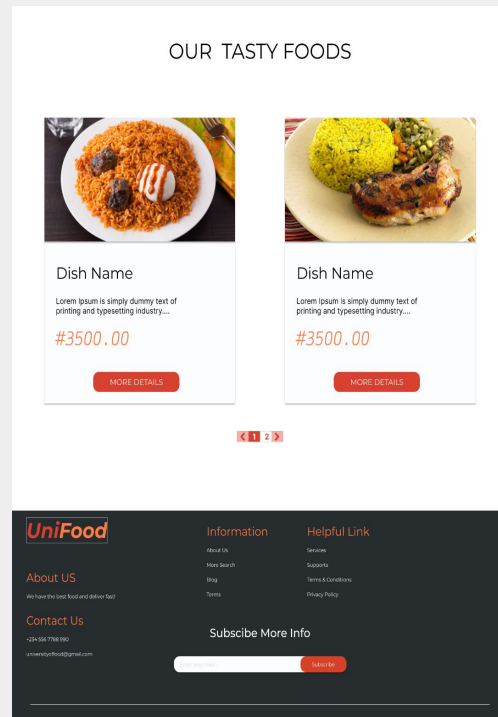 OUR TASTY FOODS
Dish Name
Lorem Ipsum is simply dummy text of
printing and typesetting industry....
#3500.00
MORE DETAILS
Dish Name
Lorem Ipsum is simply dummy text of
printing and typesetting industry....
#3500.00
MORE DETAILS
< 1 2 >
UniFood
About US
We have the best food and deliver fast!
Contact Us
+234 556 7788 990
universityoffood@gmail.com
Information
About Us
More Search
Blog
Terms
Helpful Link
Services
Supports
Terms & Conditions
Privacy Policy
Subscibe More Info
Subscribe